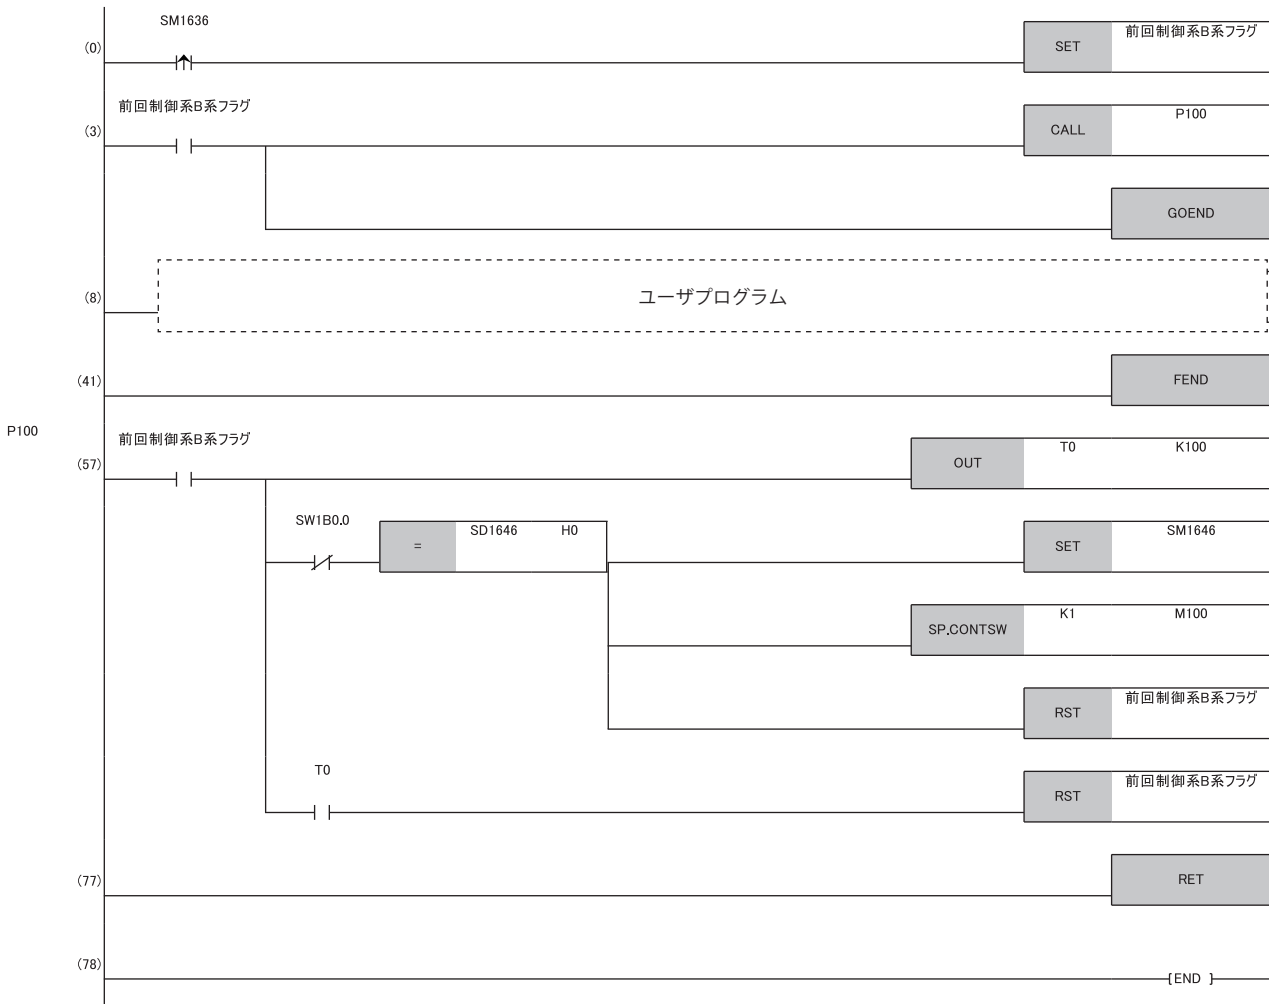 SM1636
(0) SET 前回制御系B系フラグ
前回制御系B系フラグ
(3) CALL P100
GOEND
(8) ユーザプログラム
(41) FEND
P100
前回制御系B系フラグ
(57) OUT T0 K100
SW1B0.0
= SD1646 H0
SET SM1646
SP.CONTSW K1 M100
RST 前回制御系B系フラグ
T0
RST 前回制御系B系フラグ
(77) RET
(78) [END ]